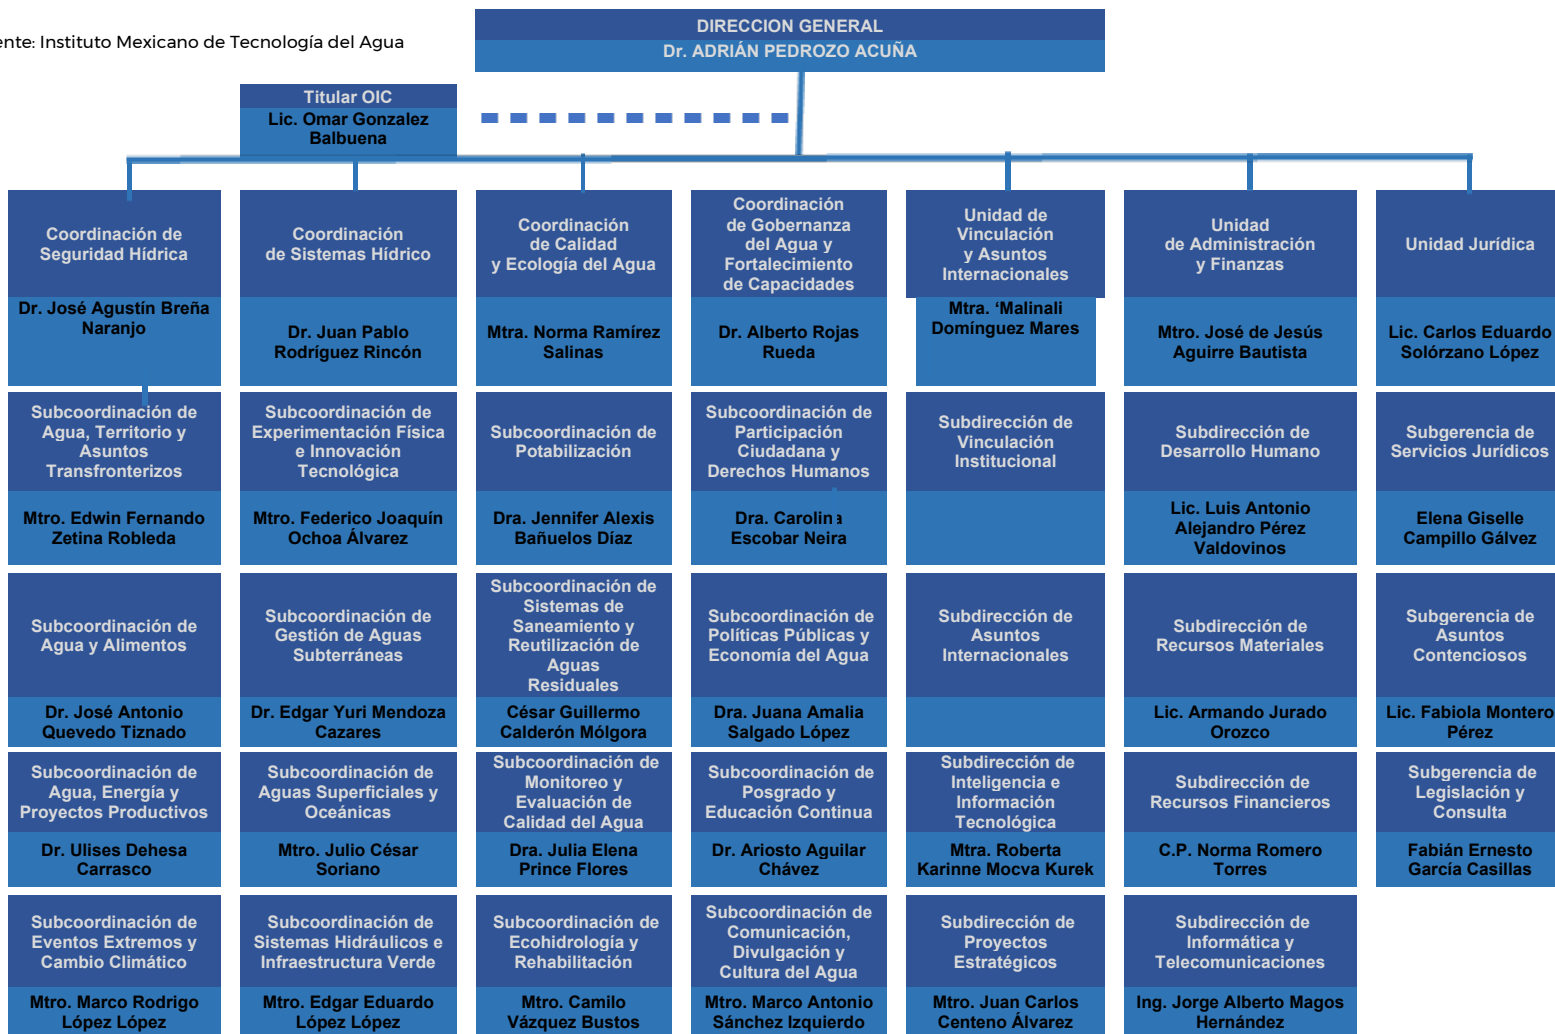 DIRECCION GENERAL
ente: Instituto Mexicano de Tecnología del Agua
Dr. ADRIÁN PEDROZO ACUÑA
Titular OIC
Lic. Omar Gonzalez
Balbuena
Coordinación de
Seguridad Hídrica
Dr. José Agustín Breña
Naranjo
Coordinación
de Sistemas Hídrico
Dr. Juan Pablo
Rodríguez Rincón
Coordinación
de Calidad
y Ecología del Agua
Mtra. Norma Ramírez
Salinas
Coordinación
de Gobernanza
del Agua y
Fortalecimiento
de Capacidades
Dr. Alberto Rojas
Rueda
Unidad de
Vinculación
y Asuntos
Internacionales
Mtra. ‘Malinali
Domínguez Mares
Unidad
de Administración
y Finanzas
Mtro. José de Jesús
Aguirre Bautista
Unidad Jurídica
Lic. Carlos Eduardo
Solórzano López
Subcoordinación de
Agua, Territorio y
Asuntos
Transfronterizos
Mtro. Edwin Fernando
Zetina Robleda
Subcoordinación de
Experimentación Física
e Innovación
Tecnológica
Mtro. Federico Joaquín
Ochoa Álvarez
Subcoordinación de
Potabilización
Dra. Jennifer Alexis
Bañuelos Díaz
Subcoordinación de
Participación
Ciudadana y
Derechos Humanos
Dra. Carolina
Escobar Neira
Subdirección de
Vinculación
Institucional
Subdirección de
Desarrollo Humano
Lic. Luis Antonio
Alejandro Pérez
Valdovinos
Subgerencia de
Servicios Jurídicos
Elena Giselle
Campillo Gálvez
Subcoordinación de
Agua y Alimentos
Dr. José Antonio
Quevedo Tiznado
Subcoordinación de
Gestión de Aguas
Subterráneas
Dr. Edgar Yuri Mendoza
Cazares
Subcoordinación de
Sistemas de
Saneamiento y
Reutilización de
Aguas
Residuales
César Guillermo
Calderón Mólgora
Subcoordinación de
Políticas Públicas y
Economía del Agua
Dra. Juana Amalia
Salgado López
Subdirección de
Asuntos
Internacionales
Subdirección de
Recursos Materiales
Lic. Armando Jurado
Orozco
Subgerencia de
Asuntos
Contenciosos
Lic. Fabiola Montero
Pérez
Subcoordinación de
Agua, Energía y
Proyectos Productivos
Dr. Ulises Dehesa
Carrasco
Subcoordinación de
Aguas Superficiales y
Oceánicas
Mtro. Julio César
Soriano
Subcoordinación de
Monitoreo y
Evaluación de
Calidad del Agua
Dra. Julia Elena
Prince Flores
Subcoordinación de
Posgrado y
Educación Continua
Dr. Ariosto Aguilar
Chávez
Subdirección de
Inteligencia e
Información
Tecnológica
Mtra. Roberta
Karinne Mocva Kurek
Subdirección de
Recursos Financieros
C.P. Norma Romero
Torres
Subgerencia de
Legislación y
Consulta
Fabián Ernesto
García Casillas
Subcoordinación de
Eventos Extremos y
Cambio Climático
Mtro. Marco Rodrigo
López López
Subcoordinación de
Sistemas Hidráulicos e
Infraestructura Verde
Mtro. Edgar Eduardo
López López
Subcoordinación de
Ecohidrología y
Rehabilitación
Mtro. Camilo
Vázquez Bustos
Subcoordinación de
Comunicación,
Divulgación y
Cultura del Agua
Mtro. Marco Antonio
Sánchez Izquierdo
Subdirección de
Proyectos
Estratégicos
Mtro. Juan Carlos
Centeno Álvarez
Subdirección de
Informática y
Telecomunicaciones
Ing. Jorge Alberto Magos
Hernández